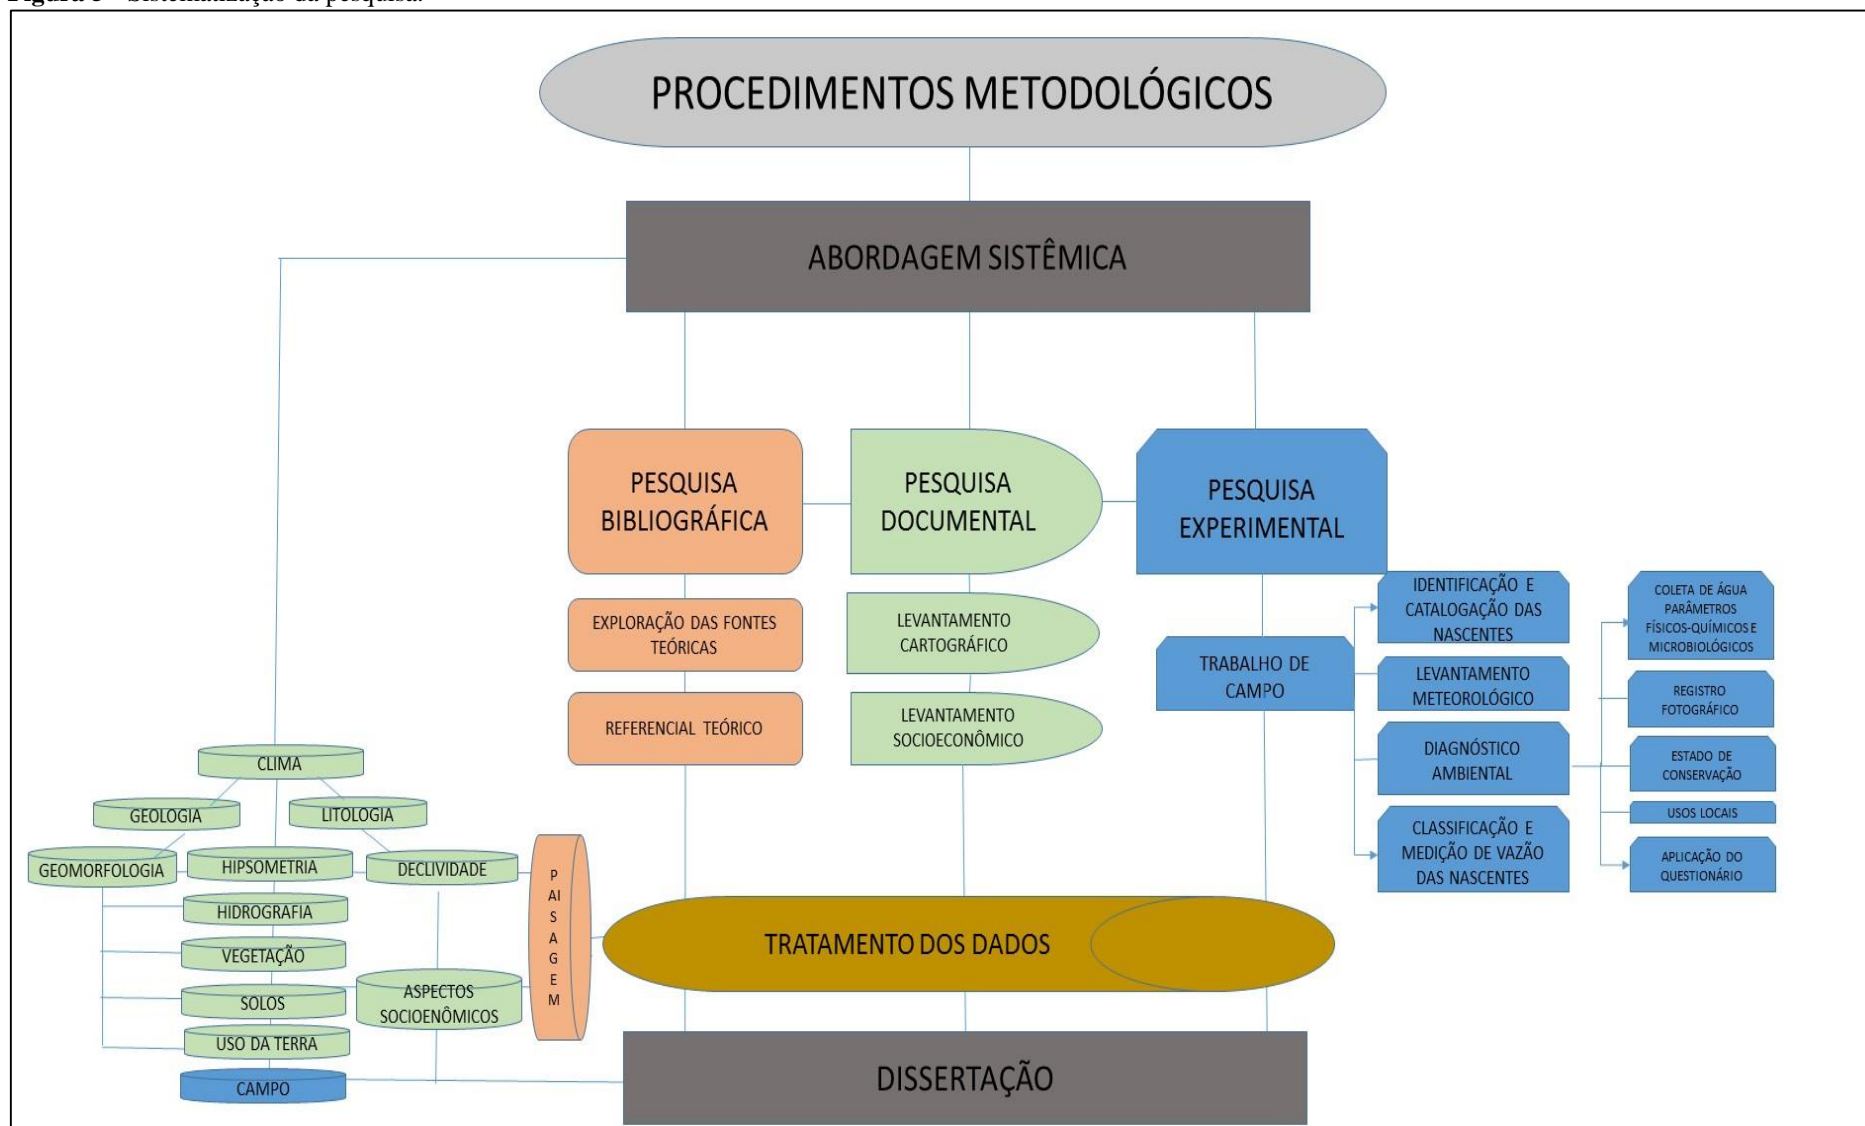 PROCEDIMENTOS METODOLÓGICOS
ABORDAGEM SISTÊMICA
PESQUISA
BIBLIOGRÁFICA
PESQUISA
DOCUMENTAL
PESQUISA
EXPERIMENTAL
EXPLORAÇÃO DAS FONTES
TEÓRICAS
REFERENCIAL TEÓRICO
LEVANTAMENTO
CARTOGRÁFICO
LEVANTAMENTO
SOCIOECONÔMICO
TRABALHO DE
CAMPO
IDENTIFICAÇÃO E
CATALOGAÇÃO DAS
NASCENTES
LEVANTAMENTO
METEOROLÓGICO
DIAGNÓSTICO
AMBIENTAL
CLASSIFICAÇÃO E
MEDIÇÃO DE VAZÃO
DAS NASCENTES
COLETA DE ÁGUA
PARÂMETROS
FÍSICOS-QUÍMICOS E
MICROBIOLÓGICOS
REGISTRO
FOTOGRÁFICO
ESTADO DE
CONSERVAÇÃO
USOS LOCAIS
APLICAÇÃO DO
QUESTIONÁRIO
CLIMA
GEOLOGIA
LITOLOGIA
GEOMORFOLOGIA
HIPSOMETRIA
DECLIVIDADE
HIDROGRAFIA
VEGETAÇÃO
SOLOS
USO DA TERRA
CAMPO
ASPECTOS
SOCIOENÔMICOS
P
AI
S
A
G
E
M
TRATAMENTO DOS DADOS
DISSERTAÇÃO